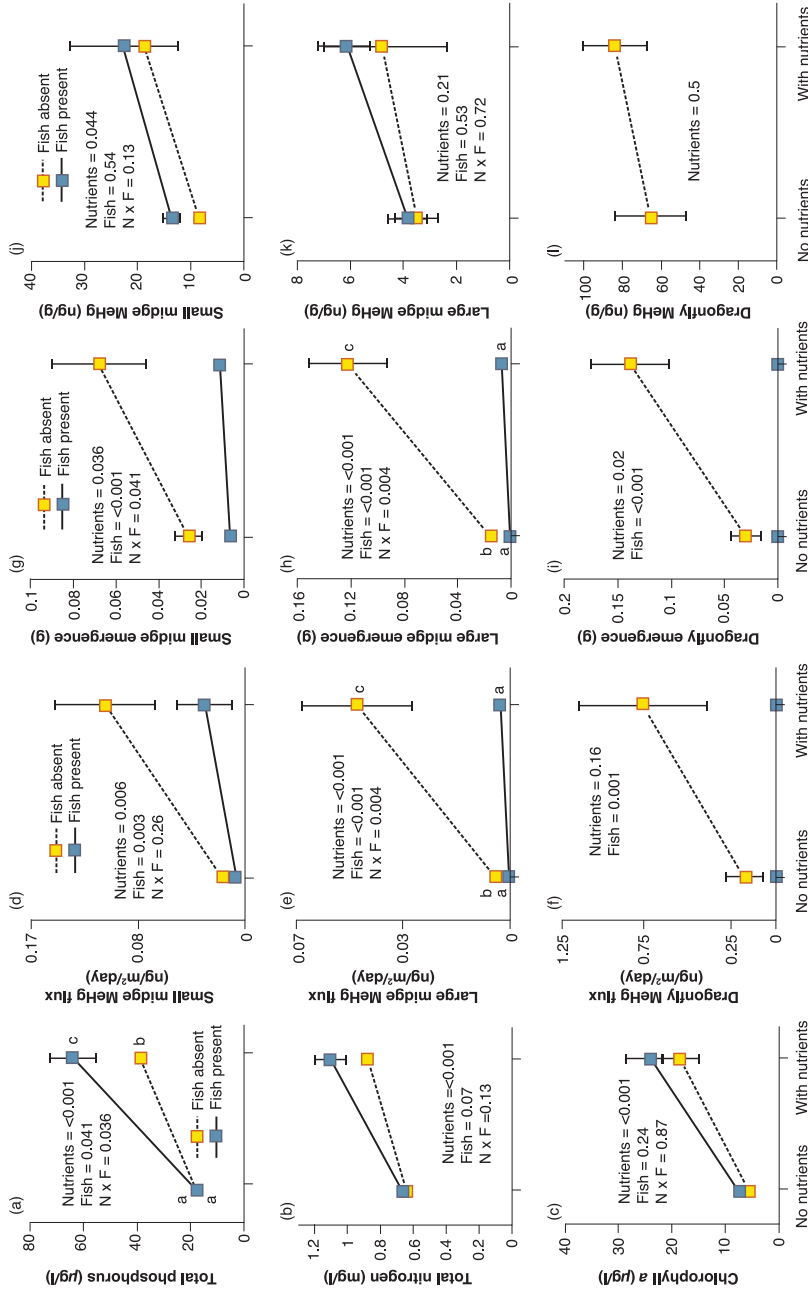 (a)
80
60
40
20
0
Total phosphorus (µg/l)
Nutrients = <0.001
Fish = 0.041
N x F = 0.036
a
a
b
c
Fish absent
Fish present
(b)
1.2
1
0.8
0.6
0.4
0.2
0
Total nitrogen (mg/l)
Nutrients =<0.001
Fish = 0.07
N x F =0.13
(c)
40
30
20
10
0
Chlorophyll a (µg/l)
Nutrients = <0.001
Fish = 0.24
N x F = 0.87
No nutrients
With nutrients
(d)
0.17
0.08
0
Small midge MeHg flux
(ng/m²/day)
Fish absent
Fish present
Nutrients = 0.006
Fish = 0.003
N x F = 0.26
(e)
0.07
0.03
0
Large midge MeHg flux
(ng/m²/day)
Nutrients = <0.001
Fish = <0.001
N x F = 0.004
b
a
c
a
(f)
1.25
0.75
0.25
0
Dragonfly MeHg flux
(ng/m²/day)
Nutrients = 0.16
Fish = 0.001
No nutrients
With nutrients
(g)
0.1
0.08
0.06
0.04
0.02
0
Small midge emergence (g)
Fish absent
Fish present
Nutrients = 0.036
Fish = <0.001
N x F = 0.041
(h)
0.16
0.12
0.08
0.04
0
Large midge emergence (g)
Nutrients = <0.001
Fish = <0.001
N x F = 0.004
b
a
c
a
(i)
0.2
0.15
0.1
0.05
0
Dragonfly emergence (g)
Nutrients = 0.02
Fish = <0.001
No nutrients
With nutrients
(j)
40
30
20
10
0
Small midge MeHg (ng/g)
Fish absent
Fish present
Nutrients = 0.044
Fish = 0.54
N x F = 0.13
(k)
8
6
4
2
0
Large midge MeHg (ng/g)
Nutrients = 0.21
Fish = 0.53
N x F = 0.72
(l)
100
80
60
40
20
0
Dragonfly MeHg (ng/g)
Nutrients = 0.5
No nutrients
With nutrients